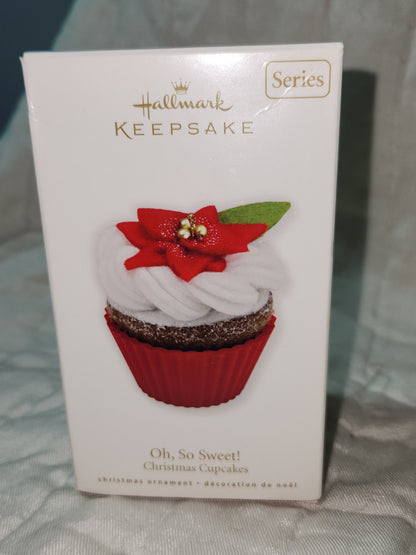 Series
Hallmark
KEEPSAKE
Oh, So Sweet!
Christmas Cupcakes
christmas ornament • décoration de noël